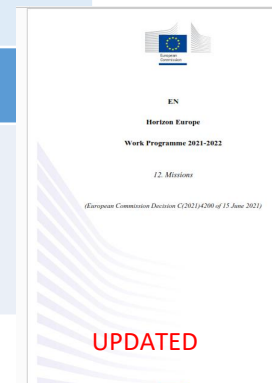 European
Commission
EN
Horizon Europe
Work Programme 2021-2022
12. Missions
(European Commission Decision C(2021)4200 of 15 June 2021)
UPDATED